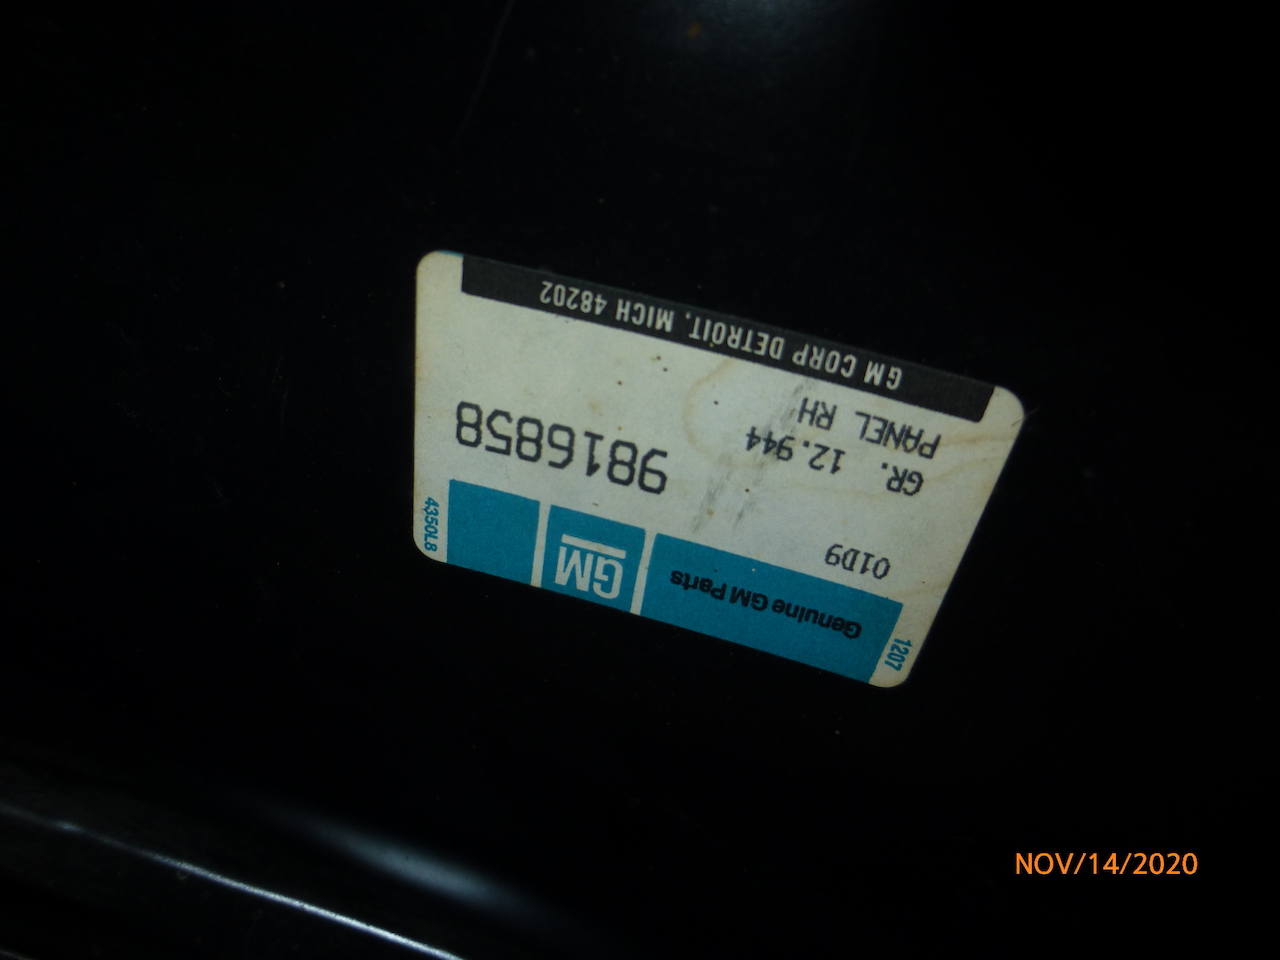 1207
Genuine GM Parts
GM
4350L8
01D9
9816858
GR. 12.944
PANEL RH
GM CORP DETROIT, MICH 48202
NOV/14/2020